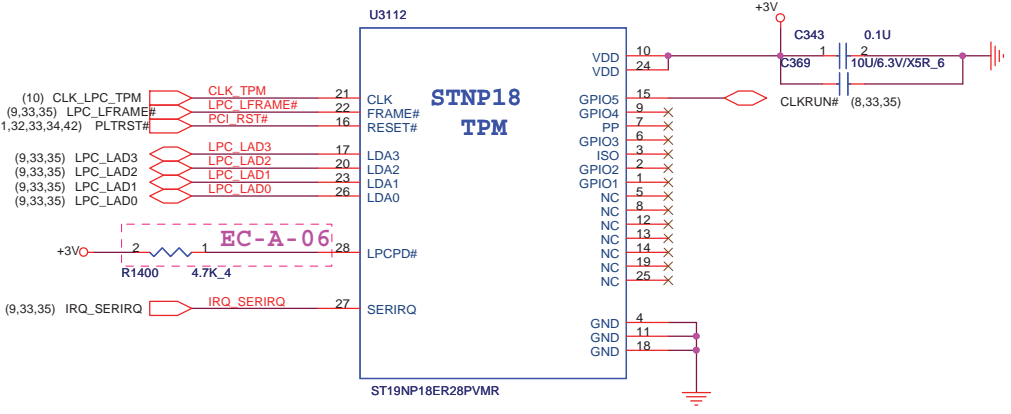 U3112
+3V
C343 0.1U
1 2
C369 10U/6.3V/X5R_6
STNP18
TPM
(10) CLK_LPC_TPM CLK_TPM 21 CLK
(9,33,35) LPC_LFRAME# LPC_LFRAME# 22 FRAME#
1,32,33,34,42) PLTRST# PCI_RST# 16 RESET#
(9,33,35) LPC_LAD3 LPC_LAD3 17 LDA3
(9,33,35) LPC_LAD2 LPC_LAD2 20 LDA2
(9,33,35) LPC_LAD1 LPC_LAD1 23 LDA1
(9,33,35) LPC_LAD0 LPC_LAD0 26 LDA0
EC-A-06
+3V 2 1 28 LPCPD#
R1400 4.7K_4
(9,33,35) IRQ_SERIRQ IRQ_SERIRQ 27 SERIRQ
VDD 10
VDD 24
GPIO5 15 CLKRUN# (8,33,35)
GPIO4 9
PP 7
GPIO3 6
ISO 3
GPIO2 2
GPIO1 1
NC 5
NC 8
NC 12
NC 13
NC 14
NC 19
NC 25
GND 4
GND 11
GND 18
ST19NP18ER28PVMR